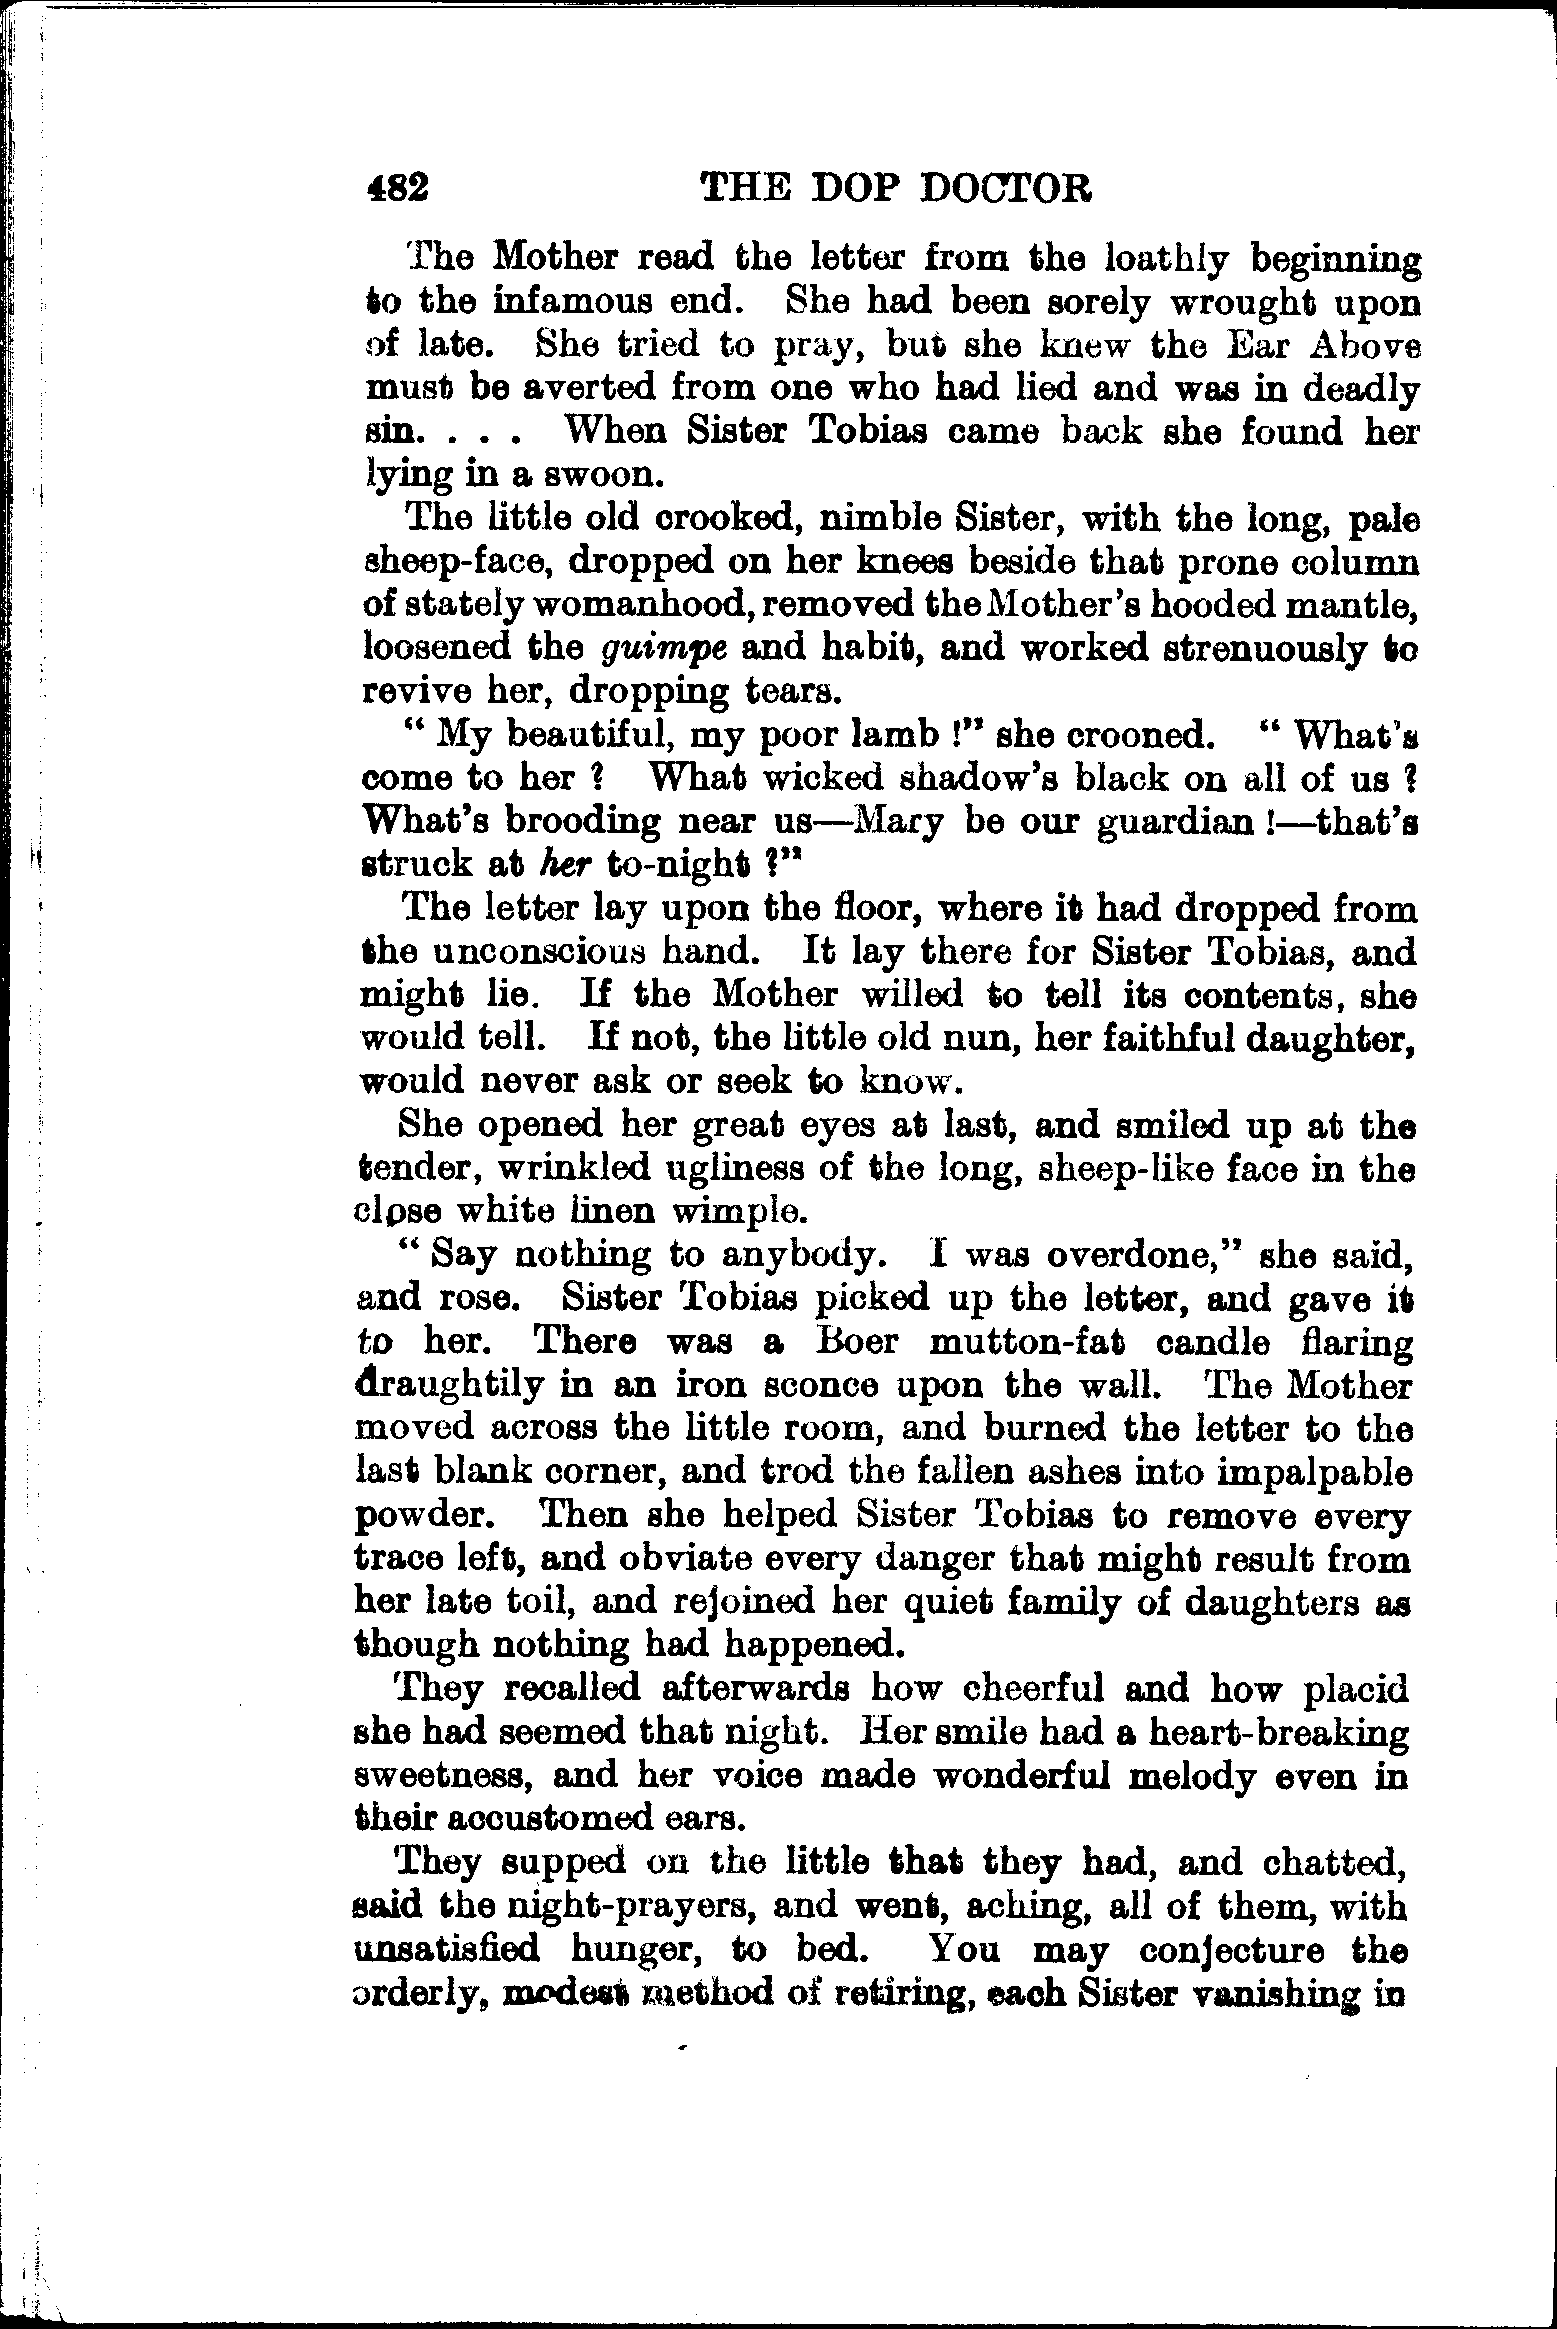 482 THE DOP DOCTOR
The Mother read the letter from the loathly beginning
to the infamous end. She had been sorely wrought upon
of late. She tried to pray, but she knew the Ear Above
must be averted from one who had lied and was in deadly
sin. . . . When Sister Tobias came back she found her
lying in a swoon.
The little old crooked, nimble Sister, with the long, pale
sheep-face, dropped on her knees beside that prone column
of stately womanhood, removed the Mother's hooded mantle,
loosened the guimpe and habit, and worked strenuously to
revive her, dropping tears.
" My beautiful, my poor lamb !" she crooned. " What's
come to her ? What wicked shadow's black on all of us ?
What's brooding near us—Mary be our guardian !—that's
struck at her to-night ?"
The letter lay upon the floor, where it had dropped from
the unconscious hand. It lay there for Sister Tobias, and
might lie. If the Mother willed to tell its contents, she
would tell. If not, the little old nun, her faithful daughter,
would never ask or seek to know.
She opened her great eyes at last, and smiled up at the
tender, wrinkled ugliness of the long, sheep-like face in the
close white linen wimple.
" Say nothing to anybody. I was overdone," she said,
and rose. Sister Tobias picked up the letter, and gave it
to her. There was a Boer mutton-fat candle flaring
draughtily in an iron sconce upon the wall. The Mother
moved across the little room, and burned the letter to the
last blank corner, and trod the fallen ashes into impalpable
powder. Then she helped Sister Tobias to remove every
trace left, and obviate every danger that might result from
her late toil, and rejoined her quiet family of daughters as
though nothing had happened.
They recalled afterwards how cheerful and how placid
she had seemed that night. Her smile had a heart-breaking
sweetness, and her voice made wonderful melody even in
their accustomed ears.
They supped on the little that they had, and chatted,
said the night-prayers, and went, aching, all of them, with
unsatisfied hunger, to bed. You may conjecture the
orderly, modest method of retiring, each Sister vanishing in